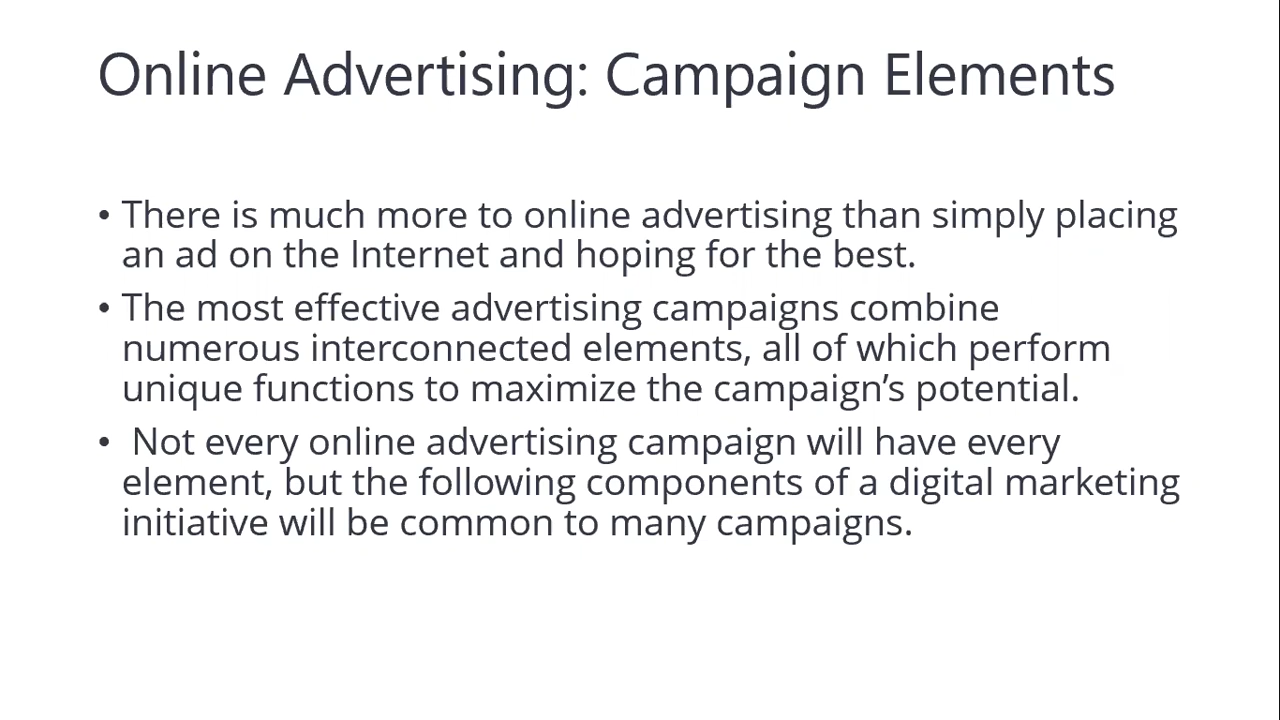 Online Advertising: Campaign Elements
• There is much more to online advertising than simply placing
an ad on the Internet and hoping for the best.
• The most effective advertising campaigns combine
numerous interconnected elements, all of which perform
unique functions to maximize the campaign’s potential.
• Not every online advertising campaign will have every
element, but the following components of a digital marketing
initiative will be common to many campaigns.